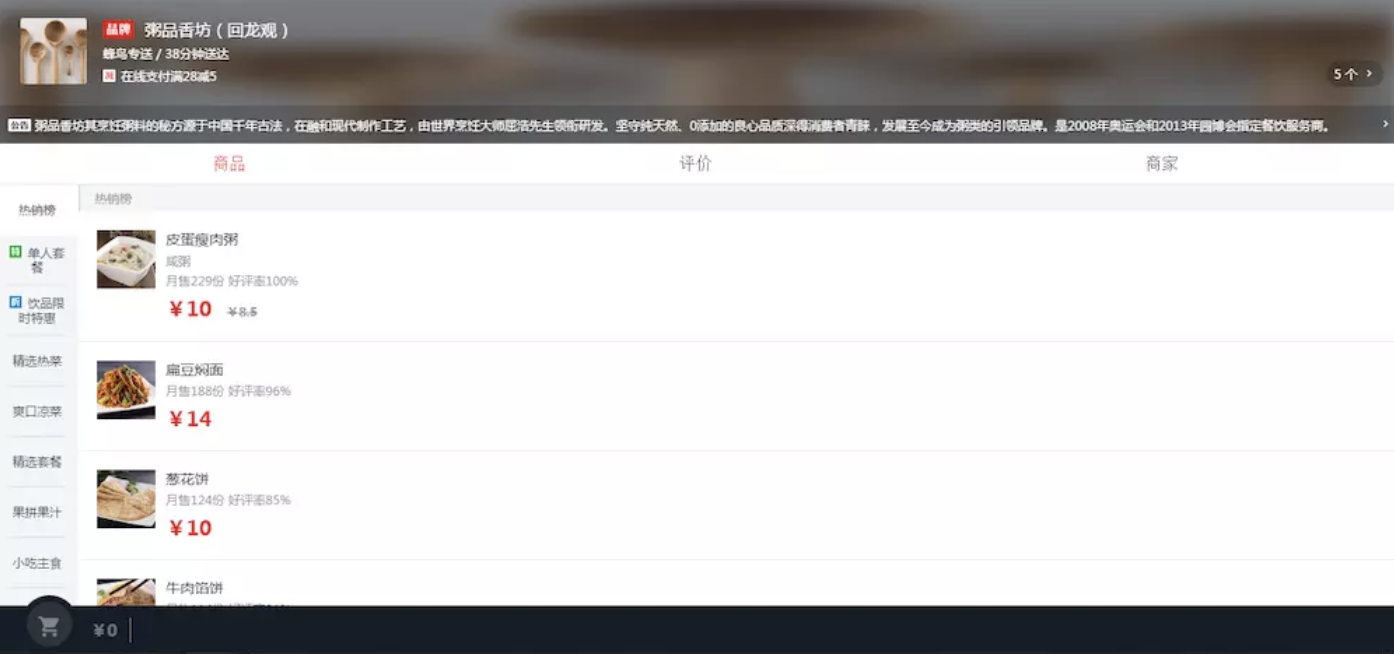 品牌 粥品香坊（回龙观）
蜂鸟专送 / 38分钟送达
减 在线支付满28减5
5个 >
公告 粥品香坊其烹饪粥料的秘方源于中国千年古法，在融和现代制作工艺，由世界烹饪大师屈浩先生领衔研发。坚守纯天然、0添加的良心品质深得消费者青睐，发展至今成为粥类的引领品牌。是2008年奥运会和2013年园博会指定餐饮服务商。 >
商品 评价 商家
热销榜
单人套
餐
饮品限
时特惠
精选热菜
爽口凉菜
精选套餐
果拼果汁
小吃主食
热销榜
皮蛋瘦肉粥
咸粥
月售229份 好评率100%
￥10 ￥8.5
扁豆焖面
月售188份 好评率96%
￥14
葱花饼
月售124份 好评率85%
￥10
牛肉馅饼
￥0